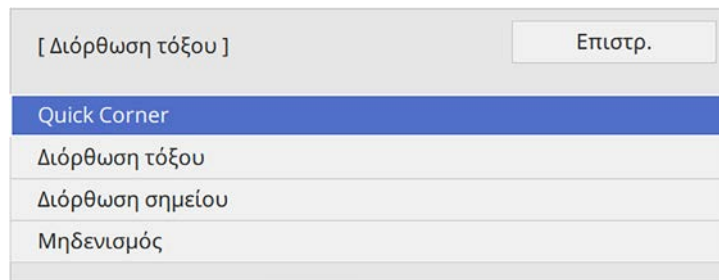 [ Διόρθωση τόξου ]
Επιστρ.
Quick Corner
Διόρθωση τόξου
Διόρθωση σημείου
Μηδενισμός